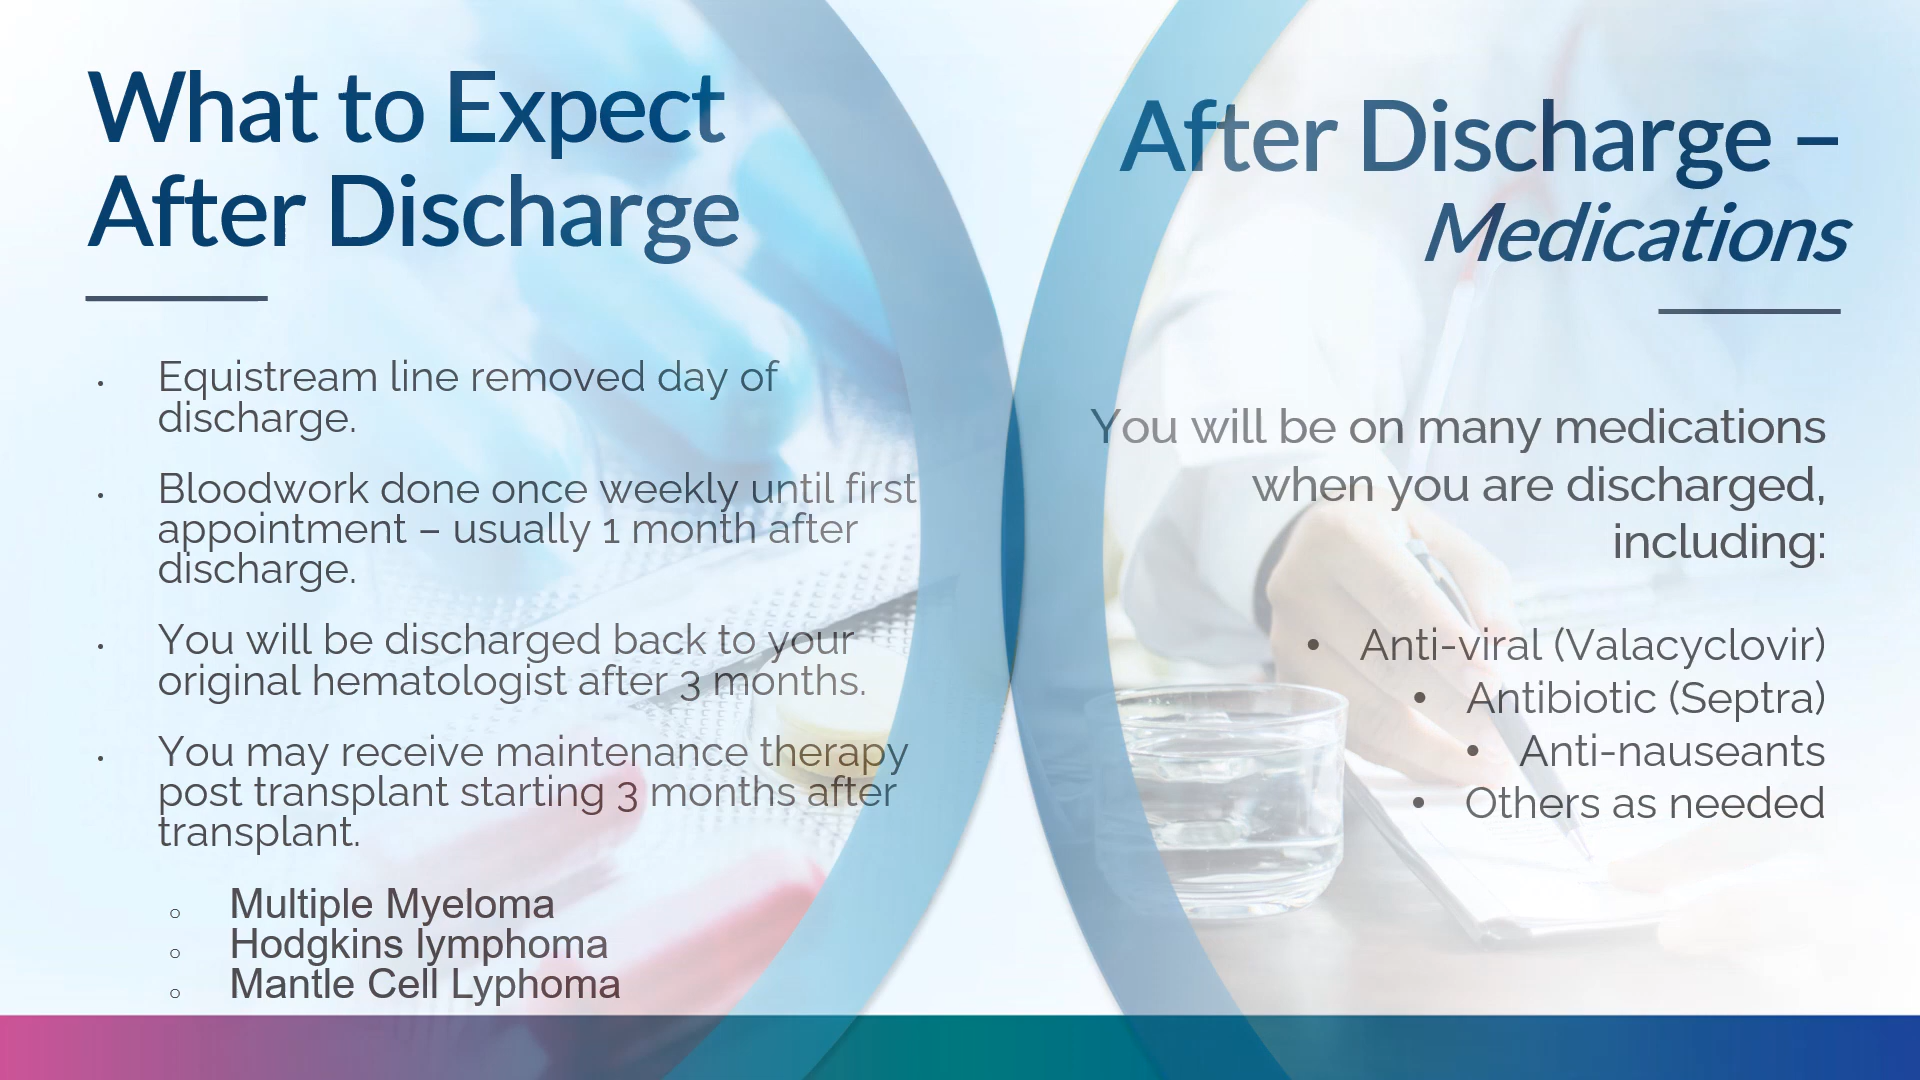 What to Expect
After Discharge
• Equistream line removed day of
discharge.
• Bloodwork done once weekly until first
appointment – usually 1 month after
discharge.
• You will be discharged back to your
original hematologist after 3 months.
• You may receive maintenance therapy
post transplant starting 3 months after
transplant.
o Multiple Myeloma
o Hodgkins lymphoma
o Mantle Cell Lyphoma
After Discharge –
Medications
You will be on many medications
when you are discharged,
including:
• Anti-viral (Valacyclovir)
• Antibiotic (Septra)
• Anti-nauseants
• Others as needed